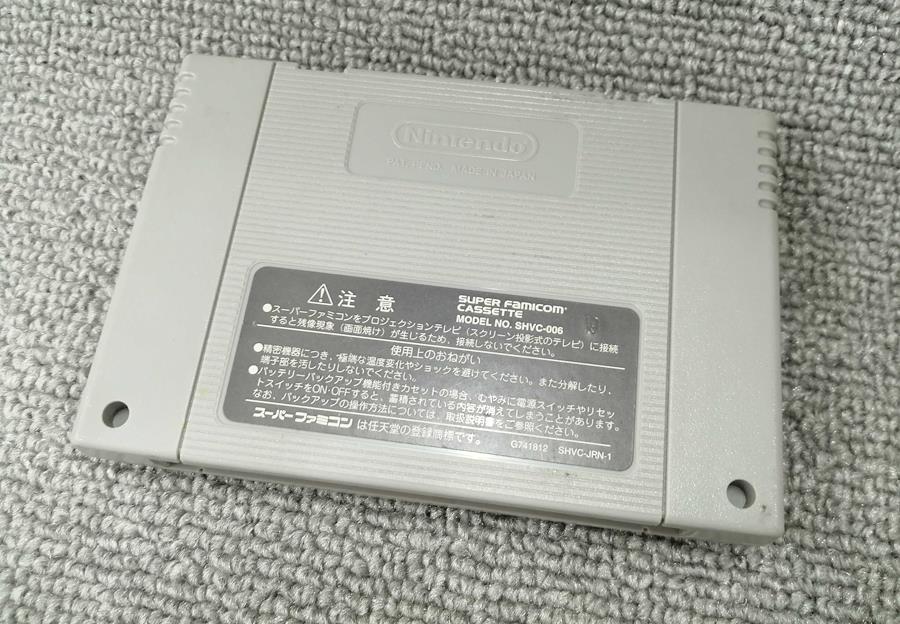 Nintendo
PAT. PEND. MADE IN JAPAN
注意
SUPER FAMICOM
CASSETTE
MODEL NO. SHVC-006
●スーパーファミコンをプロジェクションテレビ(スクリーン投影式のテレビ)に接続
すると残像現象(画面焼け)が生じるため、接続しないでください。
使用上のおねがい
●精密機器につき、極端な温度変化やショックを避けてください。また分解したり、
端子部を汚したりしないでください。
●バッテリーバックアップ機能付きカセットの場合、むやみに電源スイッチやリセッ
トスイッチをON・OFFすると、蓄積されている内容が消えてしまうことがあります。
なお、バックアップの操作方法については、取扱説明書をご参照ください。
スーパーファミコンは任天堂の登録商標です。
G741812 SHVC-JRN-1